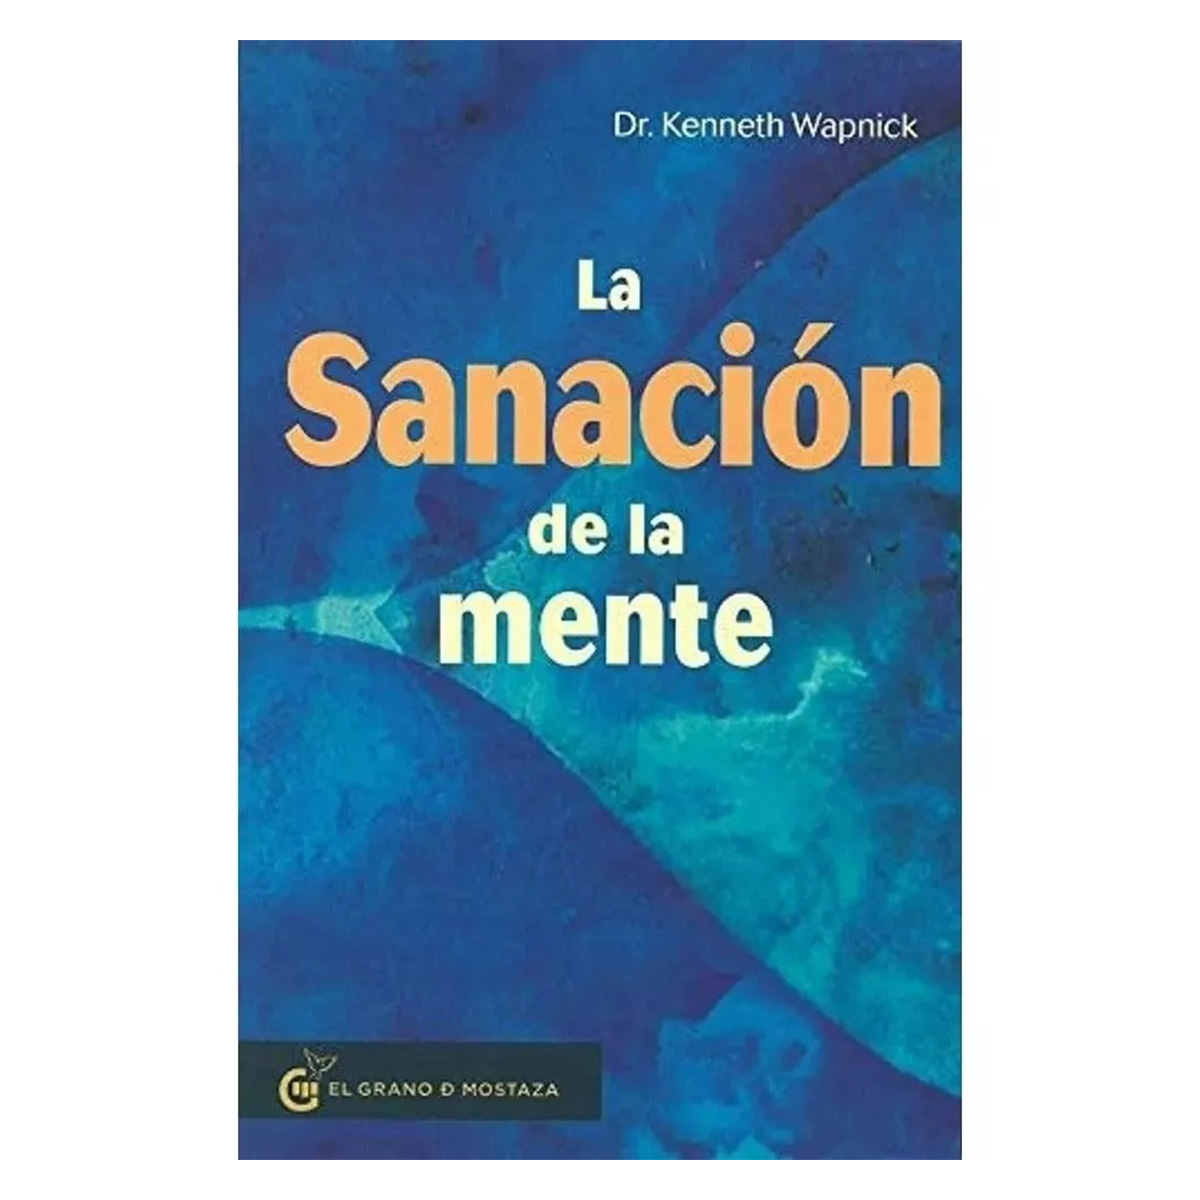 Dr. Kenneth Wapnick
La
Sanación
de la
mente
EL GRANO Đ MOSTAZA